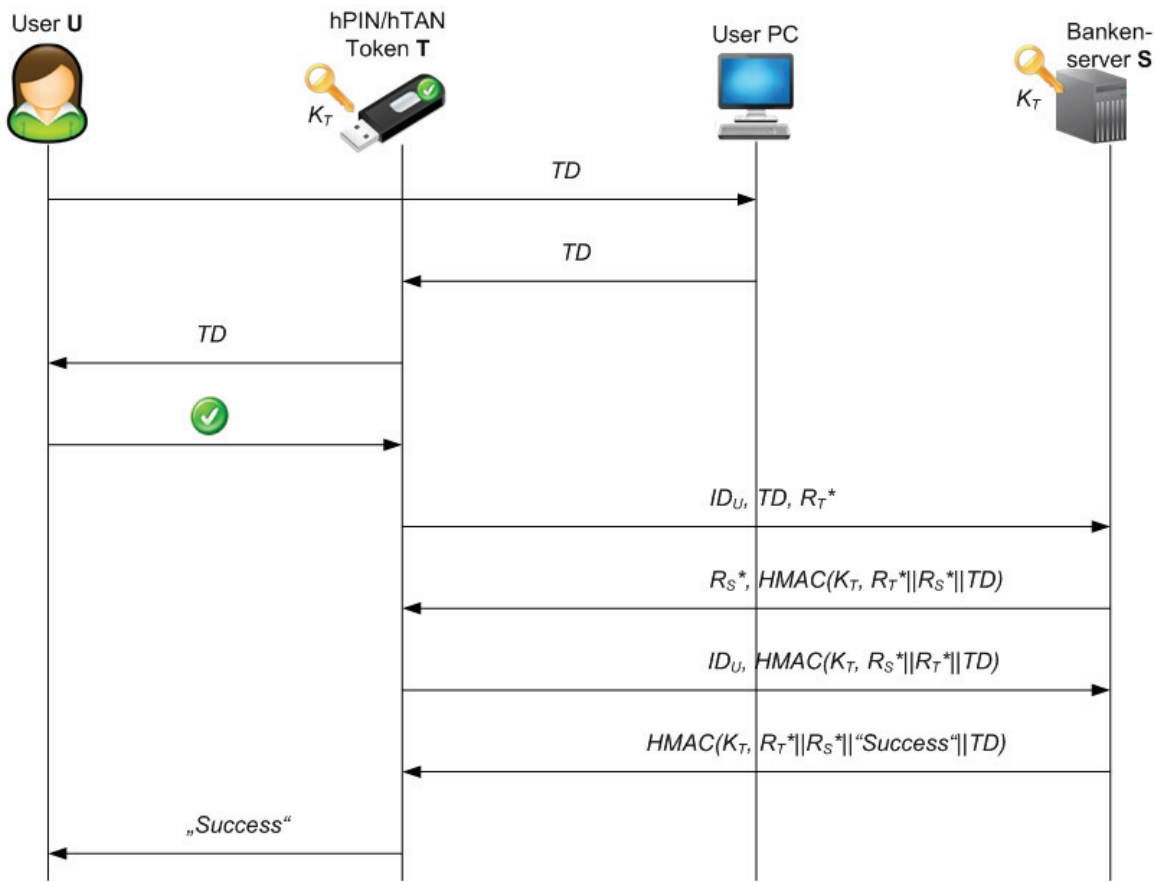 User U
hPIN/hTAN
Token T
User PC
Banken-
server S
K_T
K_T
TD
TD
TD
ID_U, TD, R_T*
R_S*, HMAC(K_T, R_T*||R_S*||TD)
ID_U, HMAC(K_T, R_S*||R_T*||TD)
HMAC(K_T, R_T*||R_S*||“Success“||TD)
„Success“